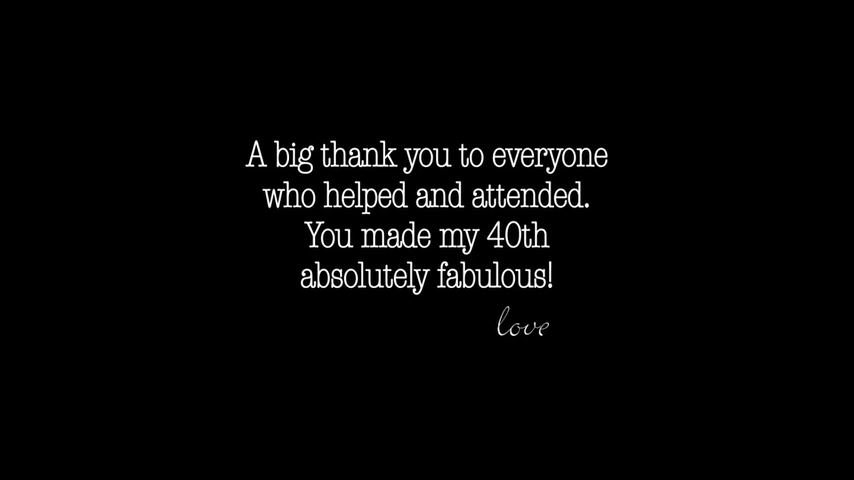 A big thank you to everyone
who helped and attended.
You made my 40th
absolutely fabulous!
love